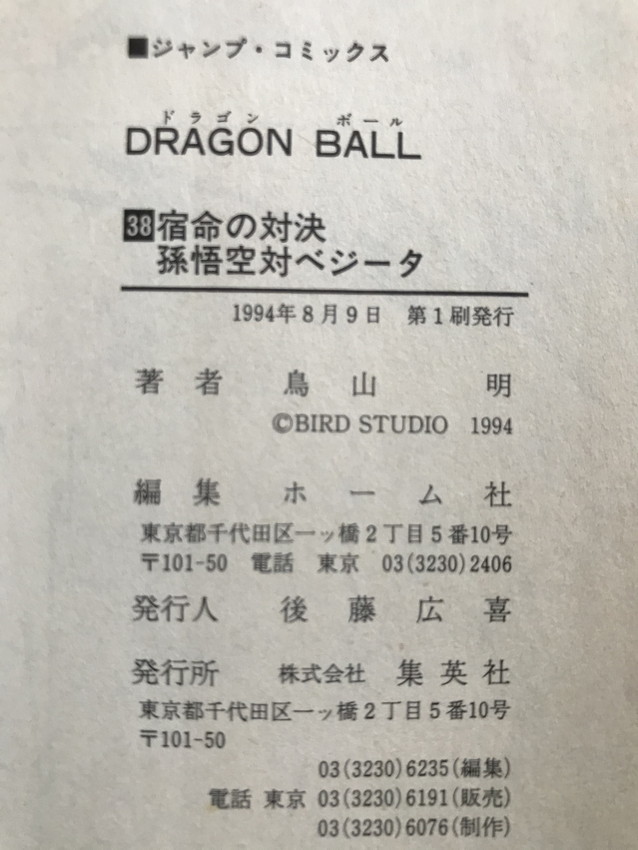 ■ジャンプ・コミックス
ドラゴン ボール
DRAGON BALL
38 宿命の対決
孫悟空対ベジータ
1994年8月9日 第1刷発行
著者 鳥山 明
©BIRD STUDIO 1994
編集 ホーム社
東京都千代田区一ッ橋2丁目5番10号
〒101-50 電話 東京 03(3230)2406
発行人 後藤広喜
発行所 株式会社 集英社
東京都千代田区一ッ橋2丁目5番10号
〒101-50
03(3230)6235(編集)
電話 東京 03(3230)6191(販売)
03(3230)6076(制作)